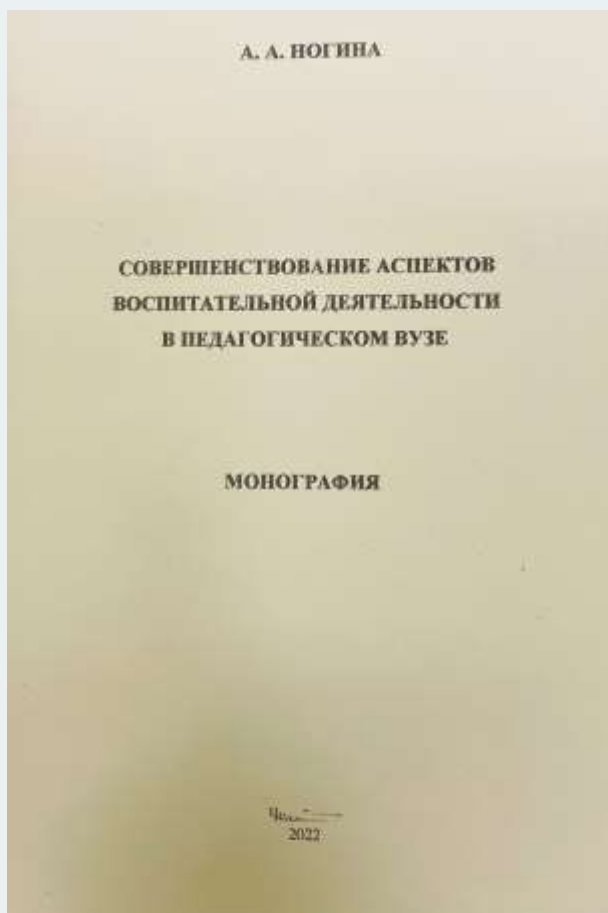 А. А. НОГИНА
СОВЕРШЕНСТВОВАНИЕ АСПЕКТОВ
ВОСПИТАТЕЛЬНОЙ ДЕЯТЕЛЬНОСТИ
В ПЕДАГОГИЧЕСКОМ ВУЗЕ
МОНОГРАФИЯ
2022